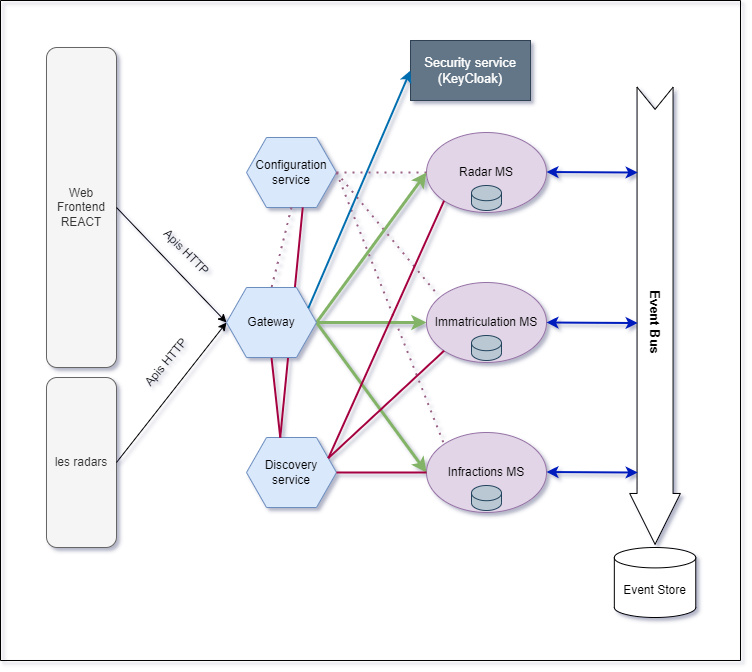 Security service
(KeyCloak)
Configuration
service
Radar MS
Web
Frontend
REACT
Apis HTTP
Gateway
Immatriculation MS
Event Bus
Apis HTTP
les radars
Discovery
service
Infractions MS
Event Store